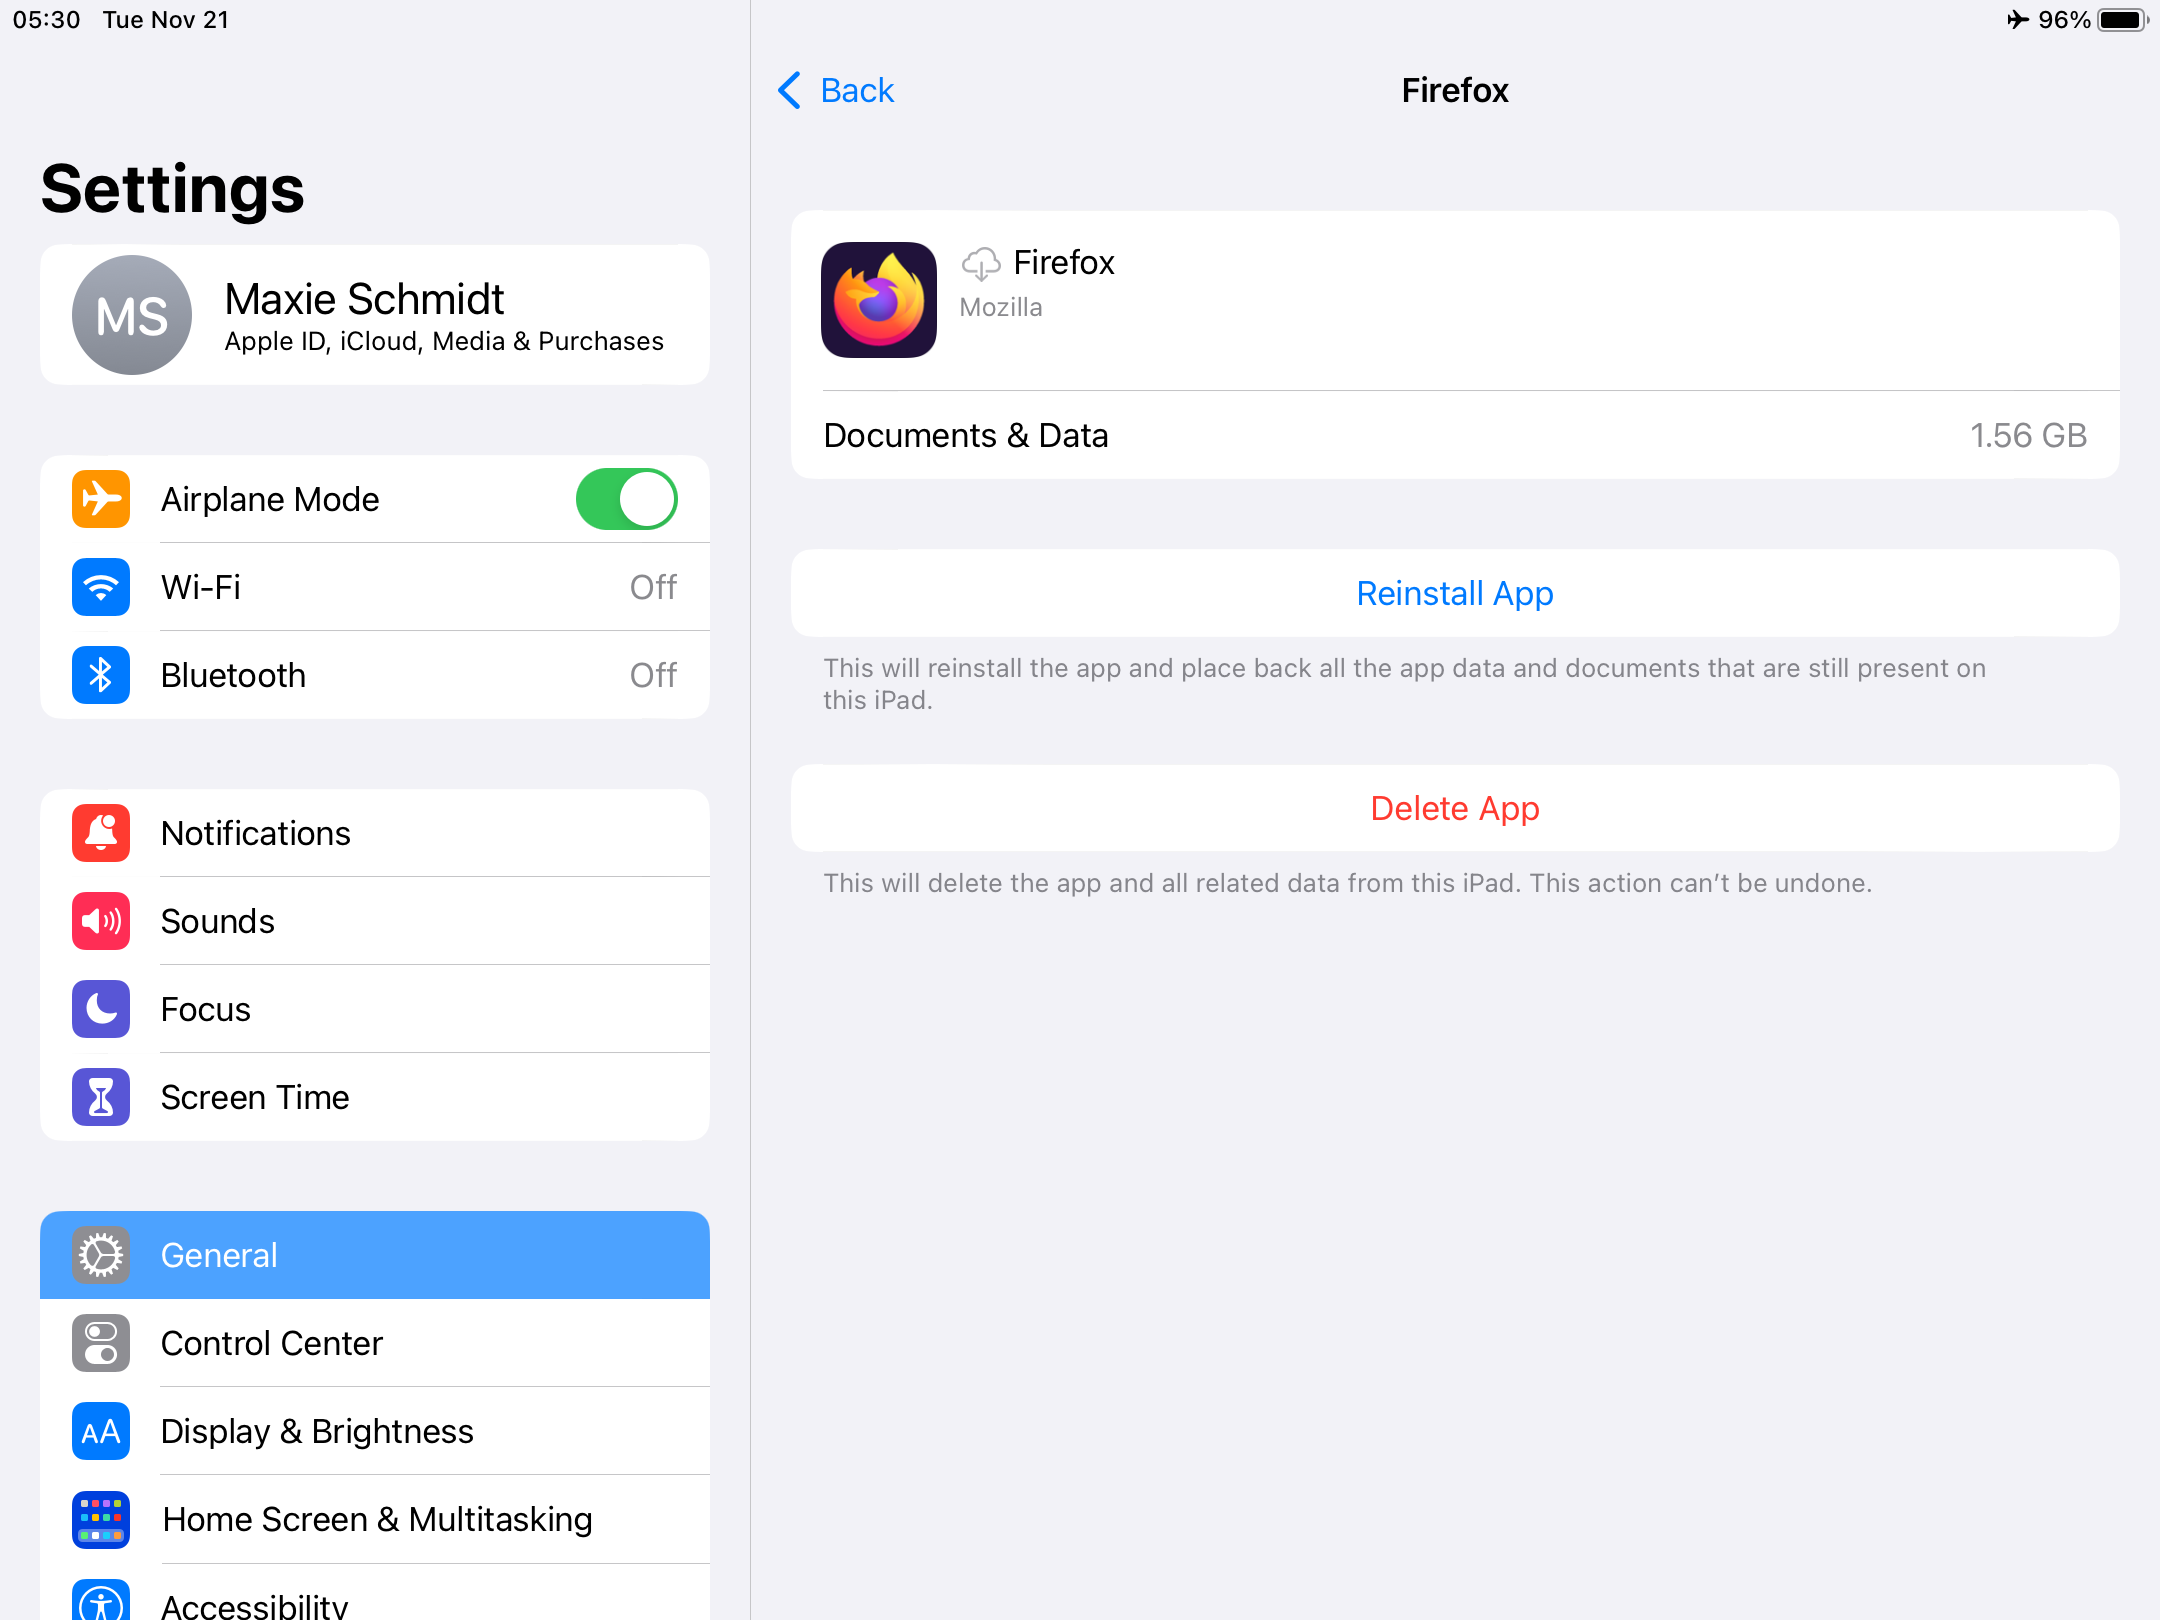 05:30 Tue Nov 21
96%
Settings
MS
Maxie Schmidt
Apple ID, iCloud, Media & Purchases
Airplane Mode
Wi-Fi Off
Bluetooth Off
Notifications
Sounds
Focus
Screen Time
General
Control Center
AA
Display & Brightness
Home Screen & Multitasking
Accessibility
Back
Firefox
Firefox
Mozilla
Documents & Data 1.56 GB
Reinstall App
This will reinstall the app and place back all the app data and documents that are still present on
this iPad.
Delete App
This will delete the app and all related data from this iPad. This action can’t be undone.